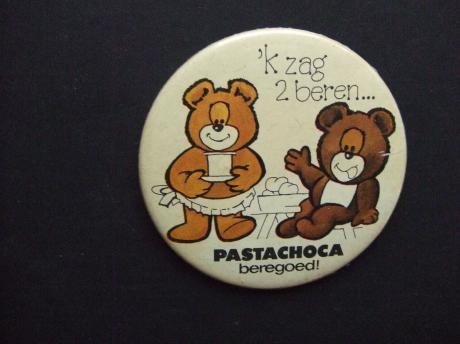 'k zag
2 beren...
PASTACHOCA
beregoed!